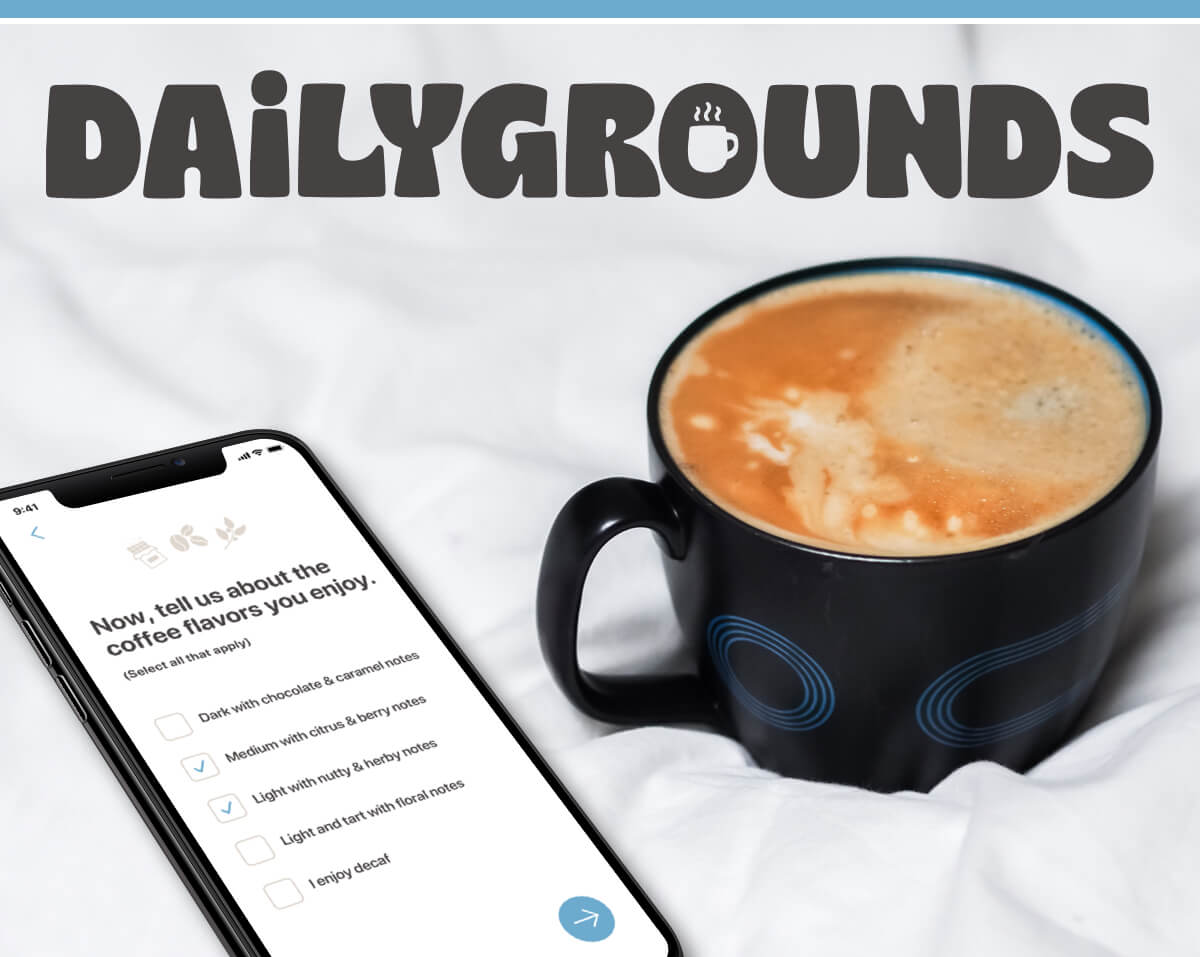 DAiLYGROUNDS
9:41
Now, tell us about the
coffee flavors you enjoy.
(Select all that apply)
Dark with chocolate & caramel notes
Medium with citrus & berry notes
Light with nutty & herby notes
Light and tart with floral notes
I enjoy decaf